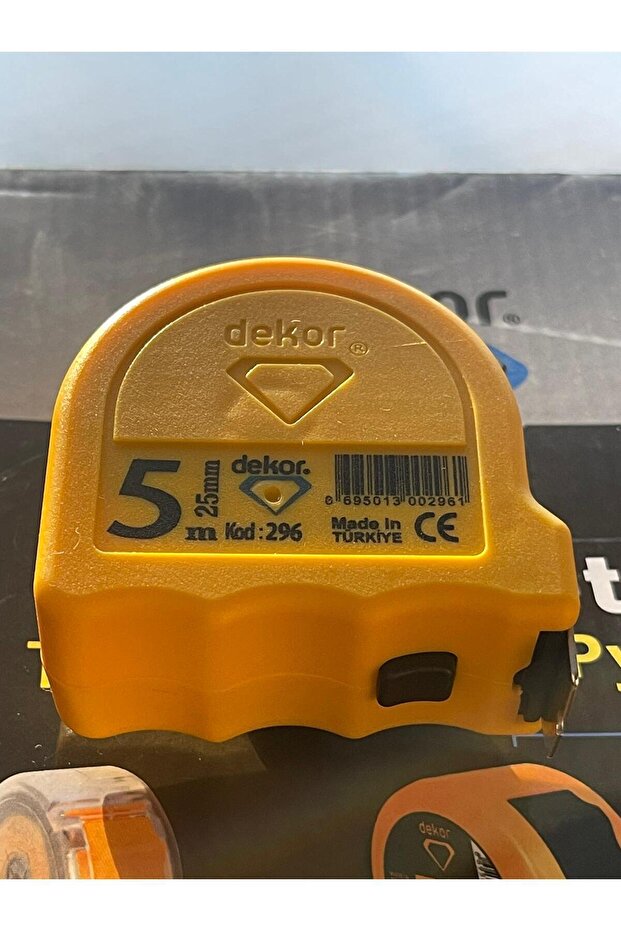 dekor®
5 m
25mm
dekor.
Kod : 296
8 695013 002961
Made in
TÜRKİYE
CE
dekor